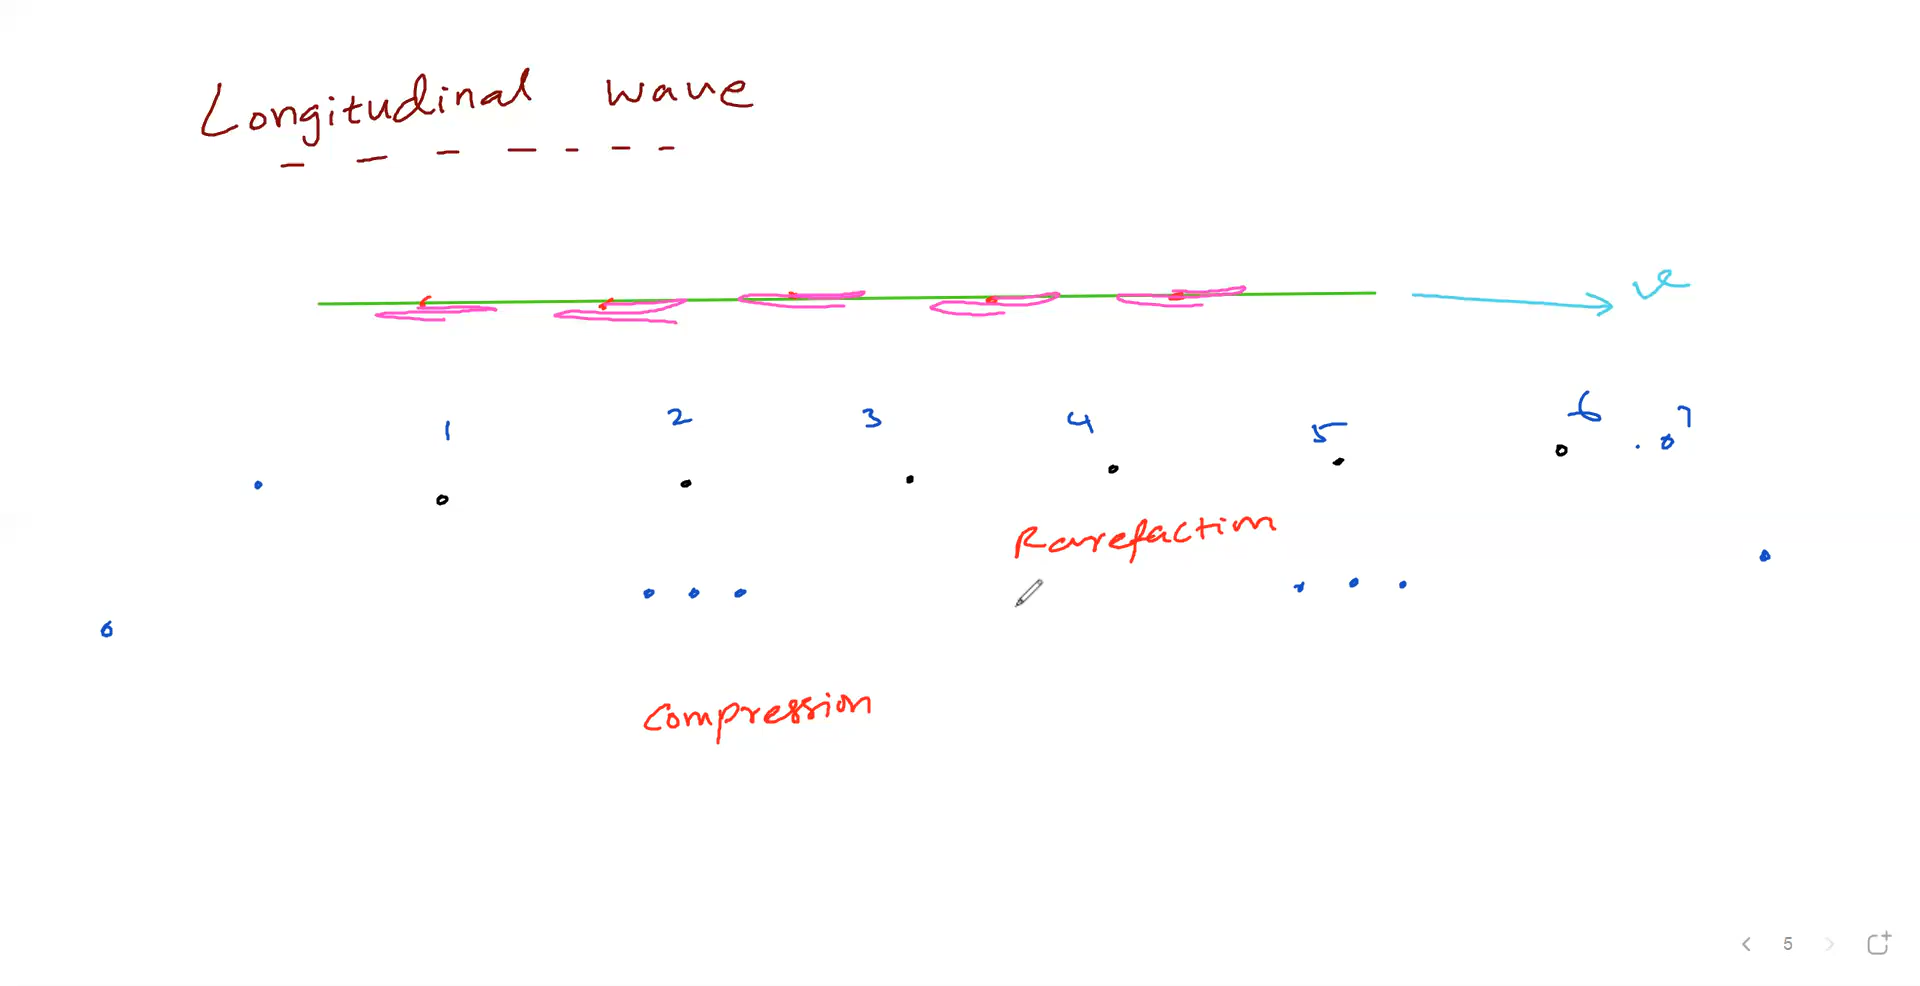 Longitudinal wave
v
1 2 3 4 5 6 7
Rarefaction
Compression
5